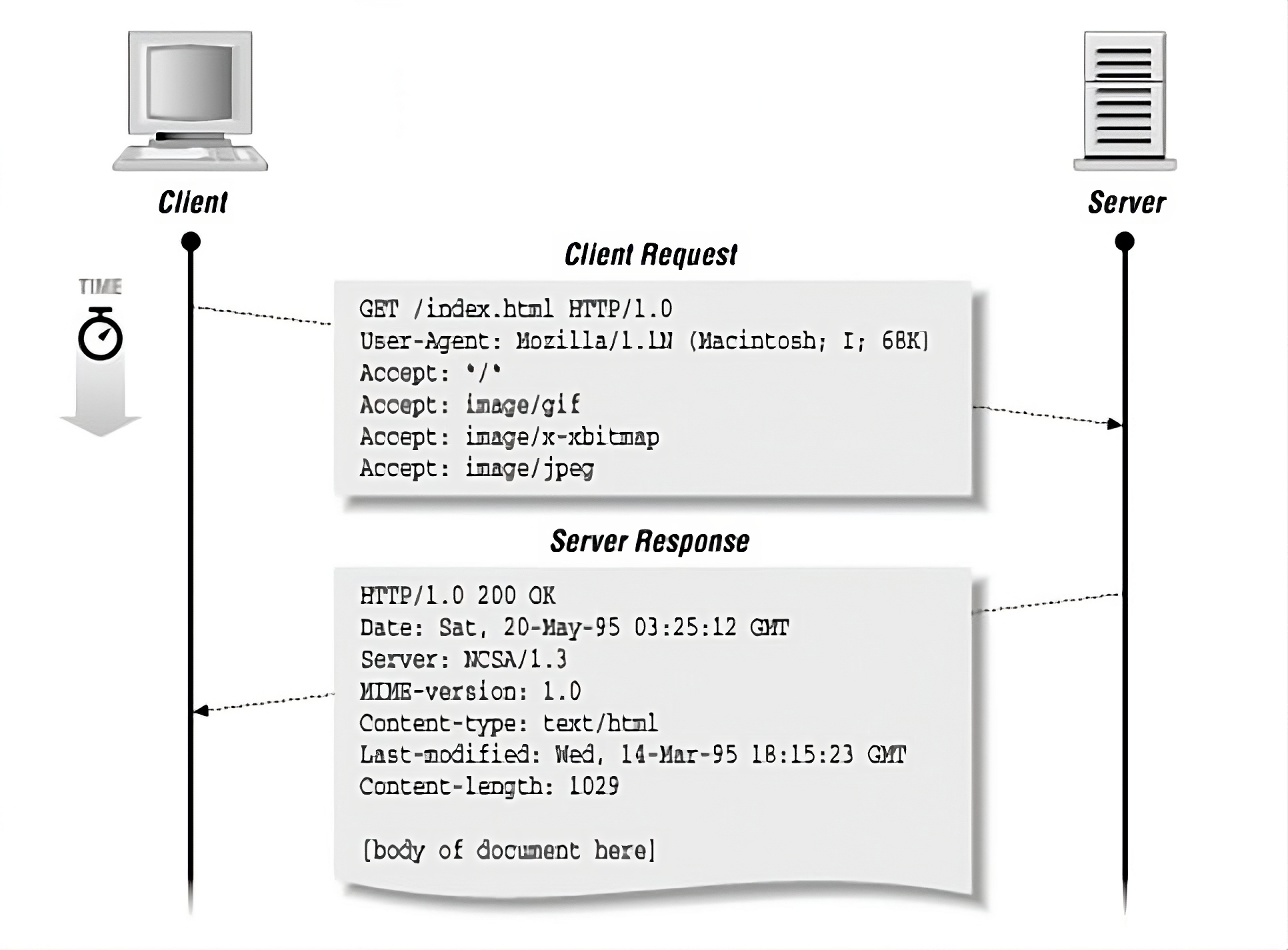 Client
Server
TIME
Client Request
GET /index.html HTTP/1.0
User-Agent: Mozilla/1.1N (Macintosh; I; 68K)
Accept: */*
Accept: image/gif
Accept: image/x-xbitmap
Accept: image/jpeg
Server Response
HTTP/1.0 200 OK
Date: Sat, 20-May-95 03:25:12 GMT
Server: NCSA/1.3
MIME-version: 1.0
Content-type: text/html
Last-modified: Wed, 14-Mar-95 18:15:23 GMT
Content-length: 1029
[body of document here]